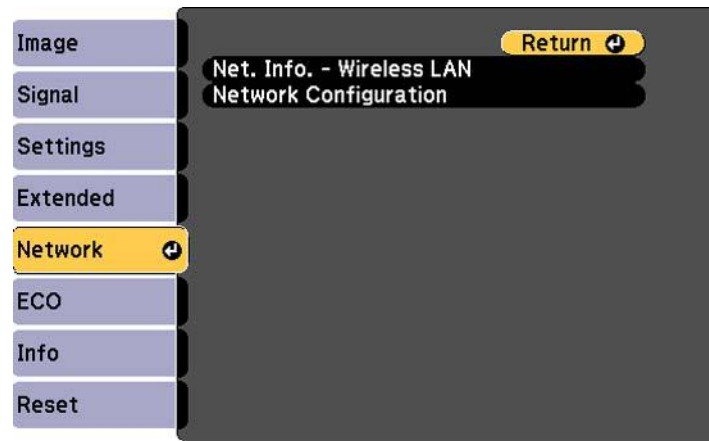 Image
Signal
Settings
Extended
Network
ECO
Info
Reset
Return
Net. Info. - Wireless LAN
Network Configuration